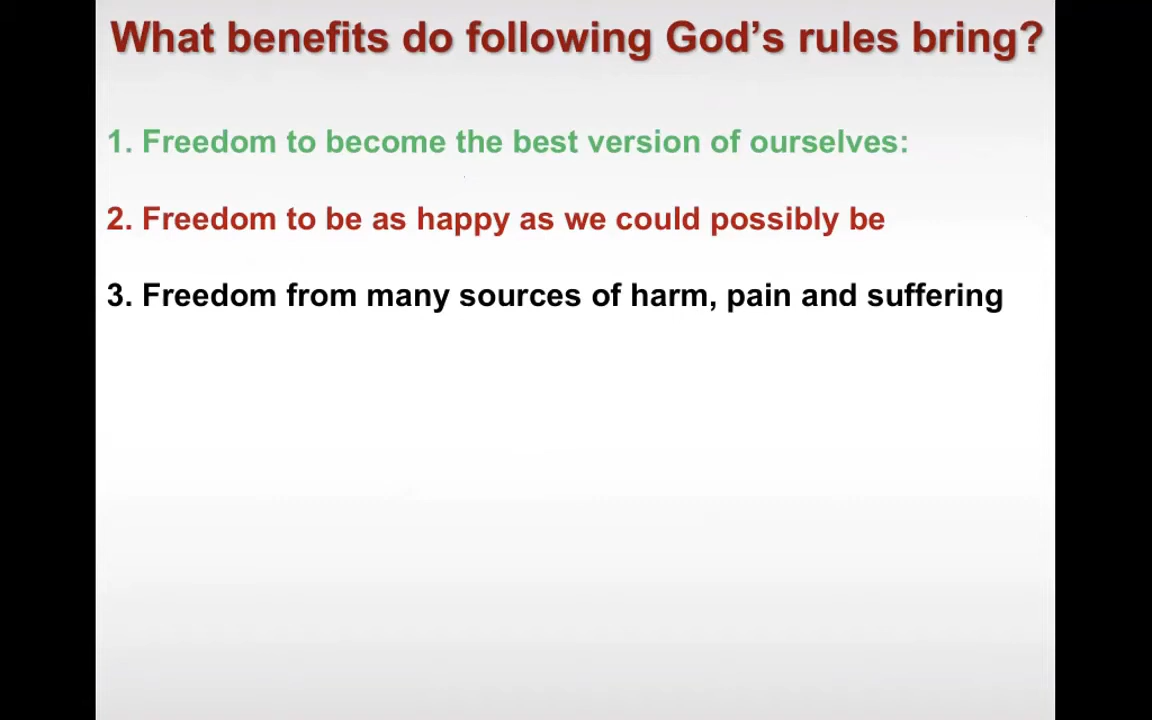 What benefits do following God’s rules bring?
1. Freedom to become the best version of ourselves:
2. Freedom to be as happy as we could possibly be
3. Freedom from many sources of harm, pain and suffering